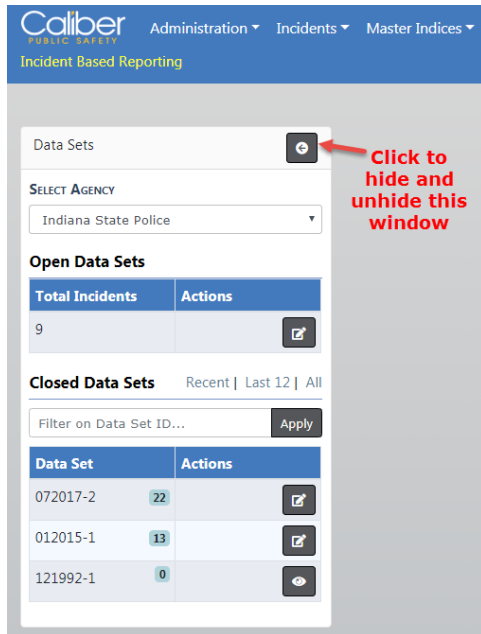 Caliber
PUBLIC SAFETY
Administration Incidents Master Indices
Incident Based Reporting
Data Sets
Click to
hide and
unhide this
window
SELECT AGENCY
Indiana State Police
Open Data Sets
Total Incidents Actions
9
Closed Data Sets Recent | Last 12 | All
Filter on Data Set ID... Apply
Data Set Actions
072017-2 22
012015-1 13
121992-1 0